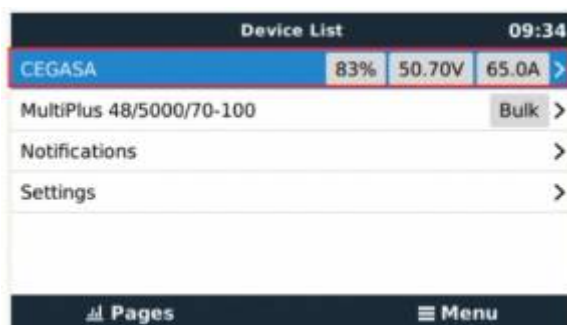 Device List 09:34
CEGASA 83% 50.70V 65.0A >
MultiPlus 48/5000/70-100 Bulk >
Notifications >
Settings >
Pages Menu